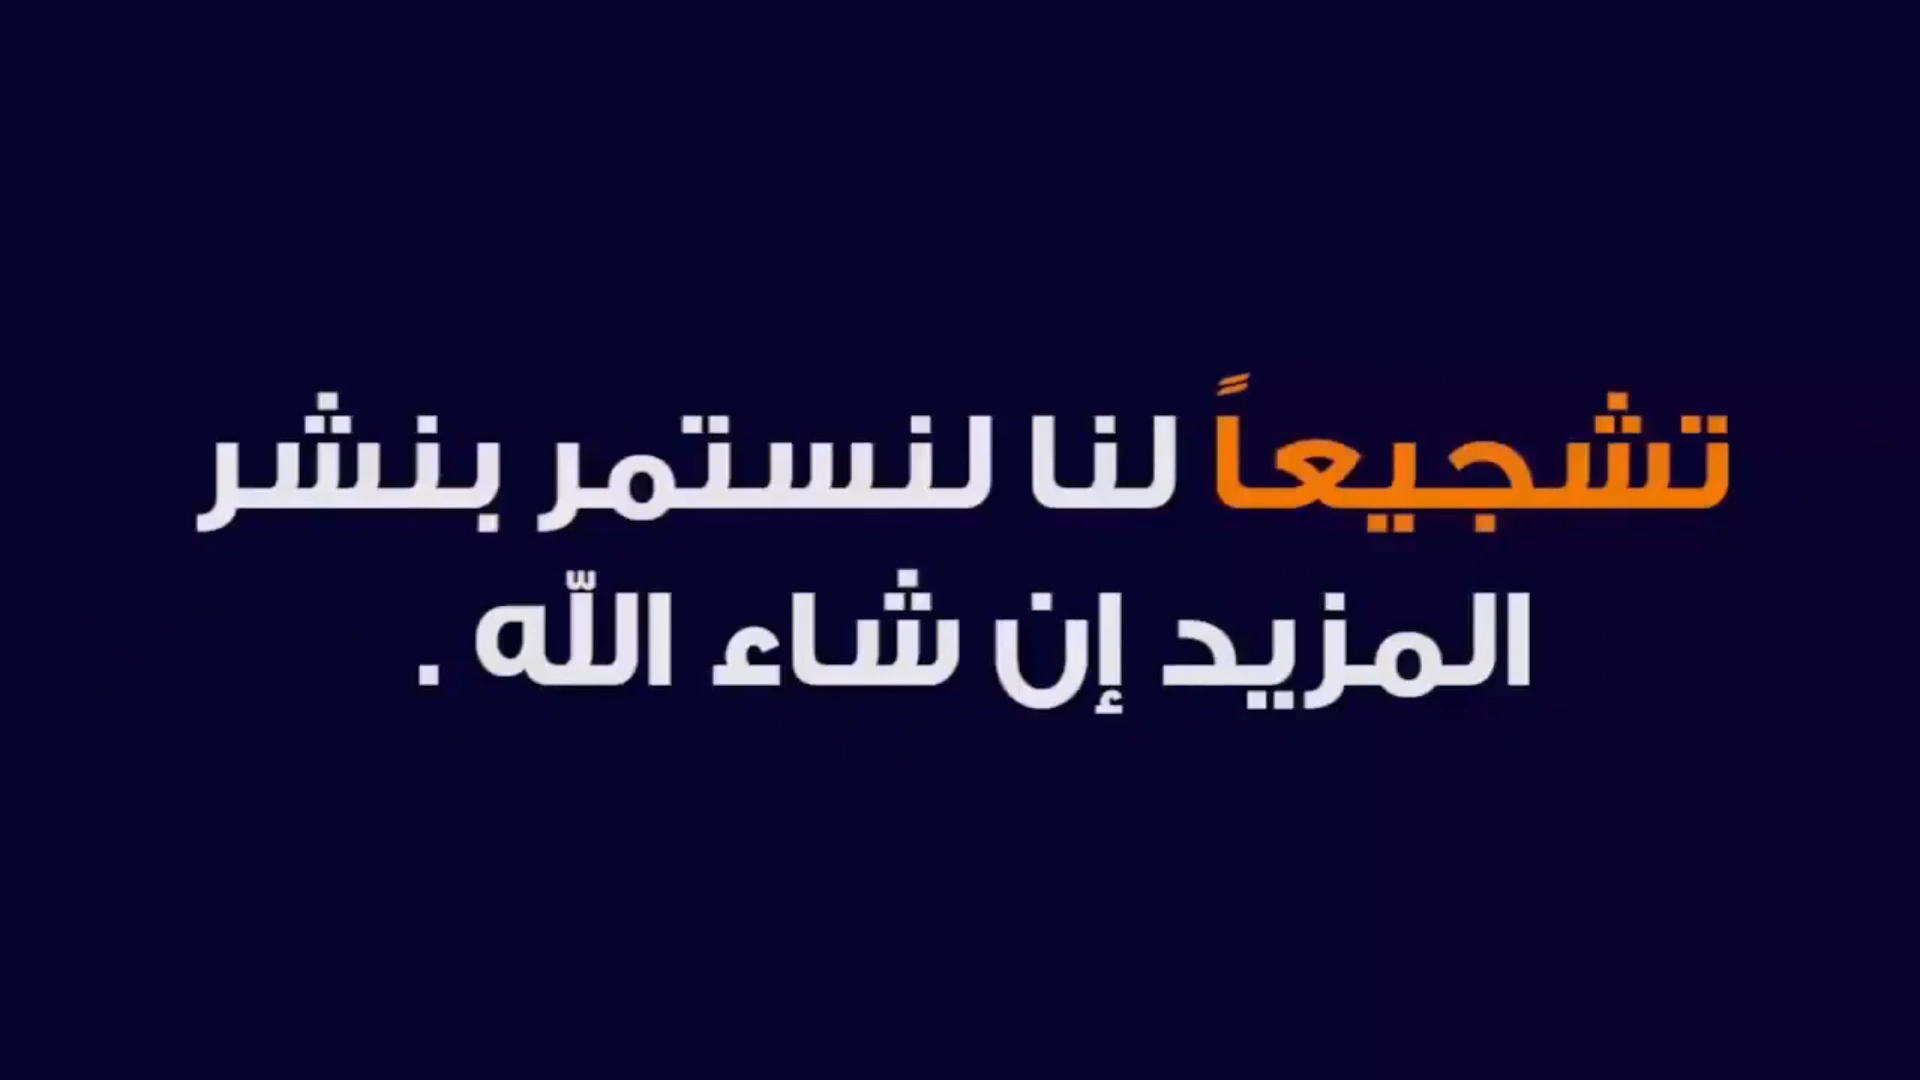 تشجيعاً لنا لنستمر بنشر
المزيد إن شاء اللّه .